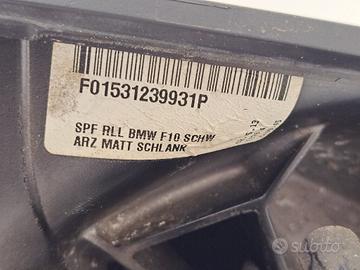 F01531239931P
SPF RLL BMW F10 SCHW
ARZ MATT SCHLANK
subito